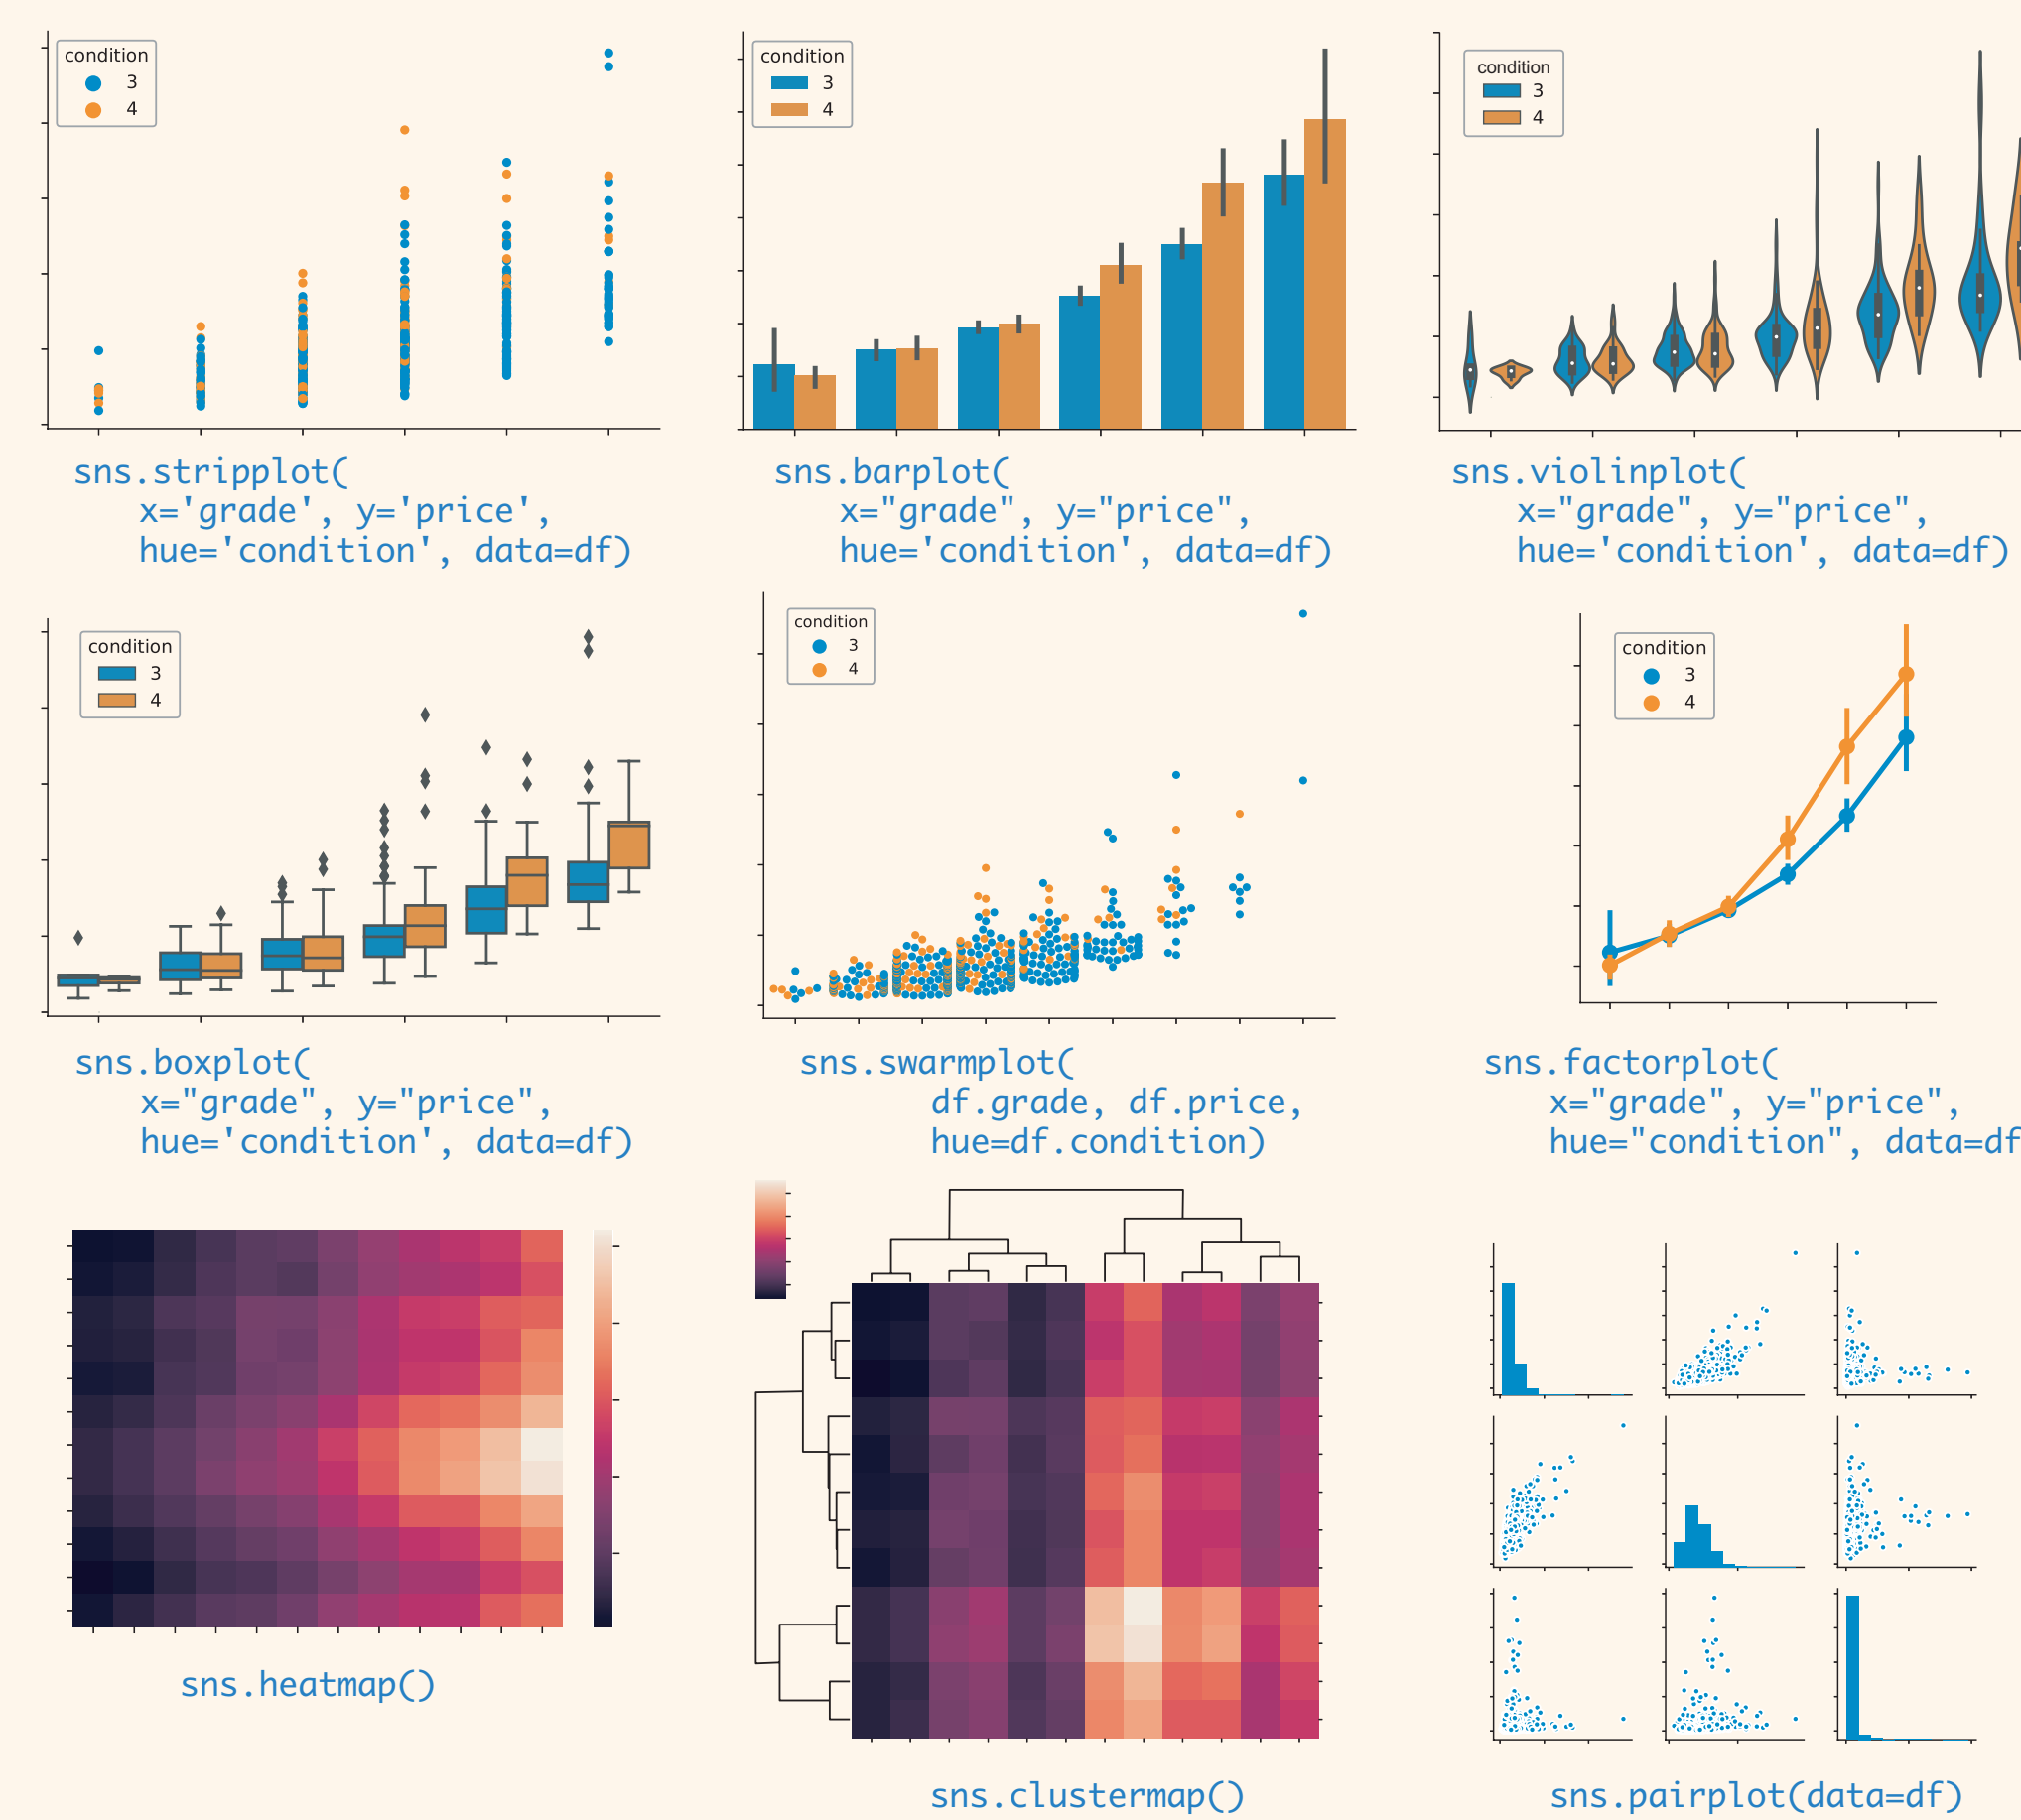 condition
3
4
sns.stripplot(
x='grade', y='price',
hue='condition', data=df)
condition
3
4
sns.barplot(
x="grade", y="price",
hue='condition', data=df)
condition
3
4
sns.violinplot(
x="grade", y="price",
hue='condition', data=df)
condition
3
4
sns.boxplot(
x="grade", y="price",
hue='condition', data=df)
condition
3
4
sns.swarmplot(
df.grade, df.price,
hue=df.condition)
condition
3
4
sns.factorplot(
x="grade", y="price",
hue="condition", data=df
sns.heatmap()
sns.clustermap()
sns.pairplot(data=df)